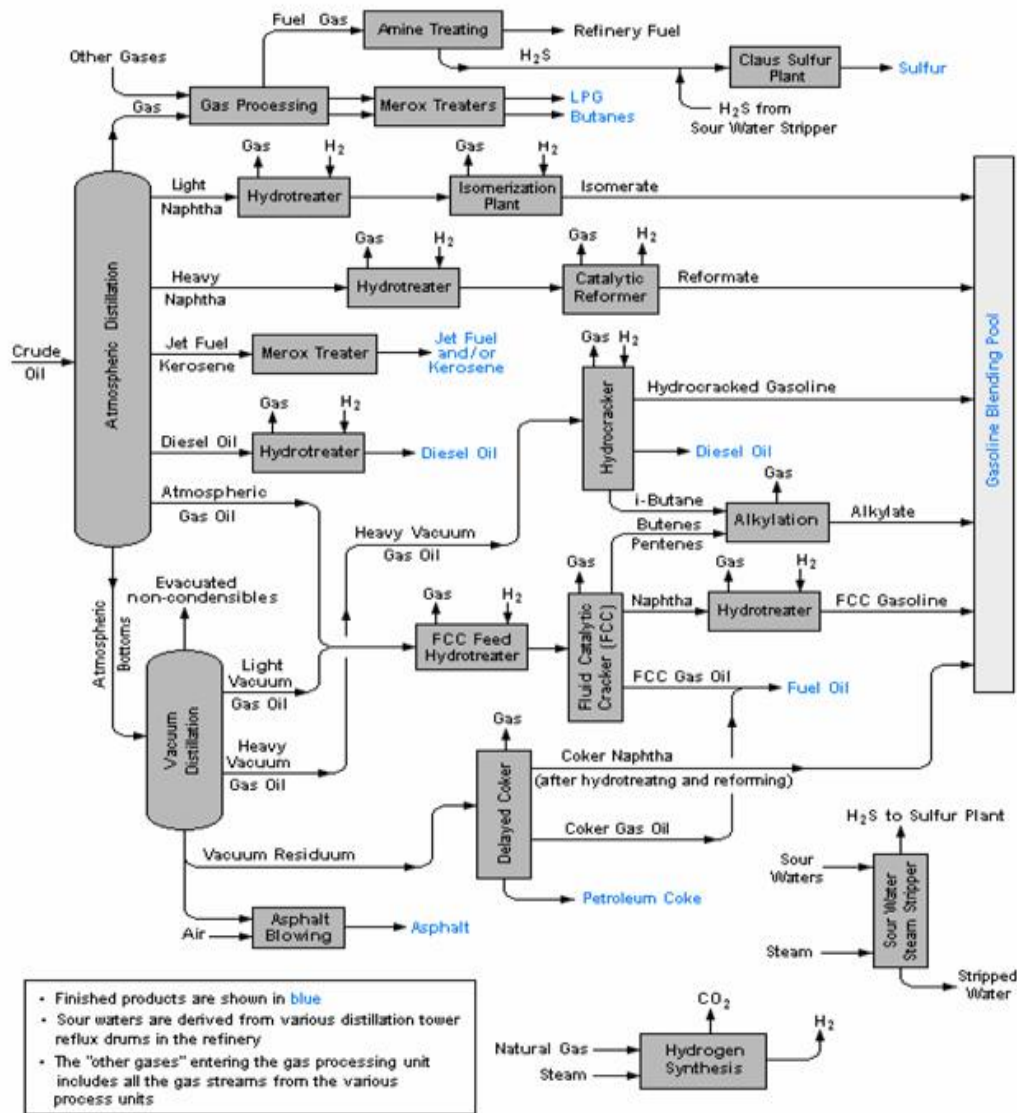 Fuel Gas
Amine Treating
Refinery Fuel
Other Gases
H2S
Claus Sulfur
Plant
Sulfur
Gas
Gas Processing
Merox Treaters
LPG
Butanes
H2S from
Sour Water Stripper
Gas
H2
Gas
H2
Light
Naphtha
Hydrotreater
Isomerization
Plant
Isomerate
Gas
H2
Gas
H2
Heavy
Naphtha
Hydrotreater
Catalytic
Reformer
Reformate
Crude
Oil
Atmospheric Distillation
Jet Fuel
Kerosene
Merox Treater
Jet Fuel
and/or
Kerosene
Gas
H2
Hydrocracker
Hydrocracked Gasoline
Gasoline Blending Pool
Gas
H2
Diesel Oil
Hydrotreater
Diesel Oil
Diesel Oil
Atmospheric
Gas Oil
i-Butane
Butenes
Pentenes
Gas
Alkylation
Alkylate
Heavy Vacuum
Gas Oil
Evacuated
non-condensibles
Atmospheric
Bottoms
Gas
H2
FCC Feed
Hydrotreater
Gas
Fluid Catalytic
Cracker (FCC)
Naphtha
Gas
H2
Hydrotreater
FCC Gasoline
Light
Vacuum
Gas Oil
FCC Gas Oil
Fuel Oil
Vacuum
Distillation
Heavy
Vacuum
Gas Oil
Gas
Delayed Coker
Coker Naphtha
(after hydrotreatng and reforming)
Coker Gas Oil
Vacuum Residuum
Petroleum Coke
Air
Asphalt
Blowing
Asphalt
H2S to Sulfur Plant
Sour
Waters
Sour Water
Steam Stripper
Steam
Stripped
Water
• Finished products are shown in blue
• Sour waters are derived from various distillation tower
reflux drums in the refinery
• The "other gases" entering the gas processing unit
includes all the gas streams from the various
process units
CO2
H2
Natural Gas
Steam
Hydrogen
Synthesis